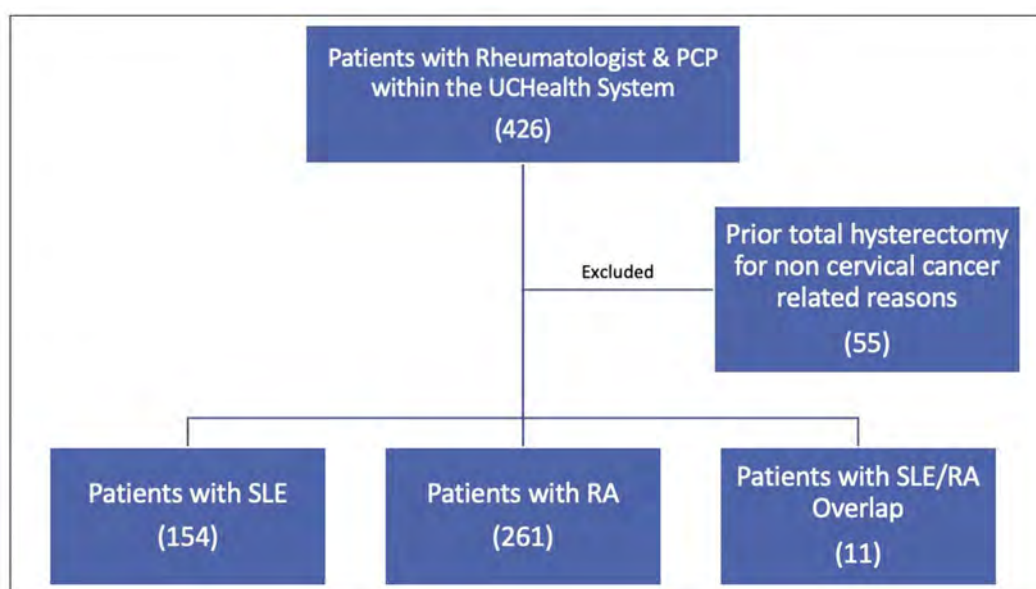 Patients with Rheumatologist & PCP
within the UCHealth System
(426)
Prior total hysterectomy
for non cervical cancer
related reasons
(55)
Excluded
Patients with SLE
(154)
Patients with RA
(261)
Patients with SLE/RA
Overlap
(11)